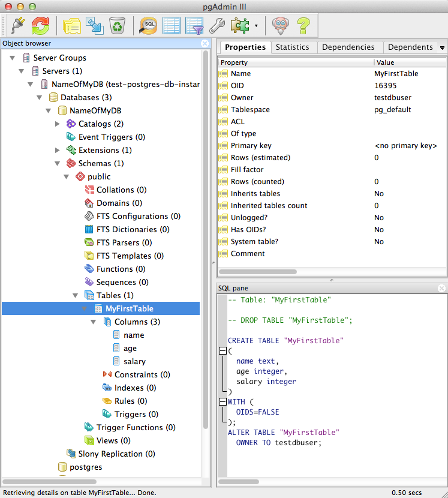 pgAdmin III
Object browser
Server Groups
Servers (1)
NameOfMyDB (test-postgres-db-instar
Databases (3)
NameOfMyDB
Catalogs (2)
Event Triggers (0)
Extensions (1)
Schemas (1)
public
Collations (0)
Domains (0)
FTS Configurations (0)
FTS Dictionaries (0)
FTS Parsers (0)
FTS Templates (0)
Functions (0)
Sequences (0)
Tables (1)
MyFirstTable
Columns (3)
name
age
salary
Constraints (0)
Indexes (0)
Rules (0)
Triggers (0)
Trigger Functions (0)
Views (0)
Slony Replication (0)
postgres
Properties Statistics Dependencies Dependents
Property Value
Name MyFirstTable
OID 16395
Owner testdbuser
Tablespace pg_default
ACL
Of type
Primary key <no primary key>
Rows (estimated) 0
Fill factor
Rows (counted) 0
Inherits tables No
Inherited tables count 0
Unlogged? No
Has OIDs? No
System table? No
Comment
SQL pane
-- Table: "MyFirstTable"
-- DROP TABLE "MyFirstTable";
CREATE TABLE "MyFirstTable"
(
name text,
age integer,
salary integer
)
WITH (
OIDS=FALSE
);
ALTER TABLE "MyFirstTable"
OWNER TO testdbuser;
Retrieving details on table MyFirstTable... Done. 0.50 secs